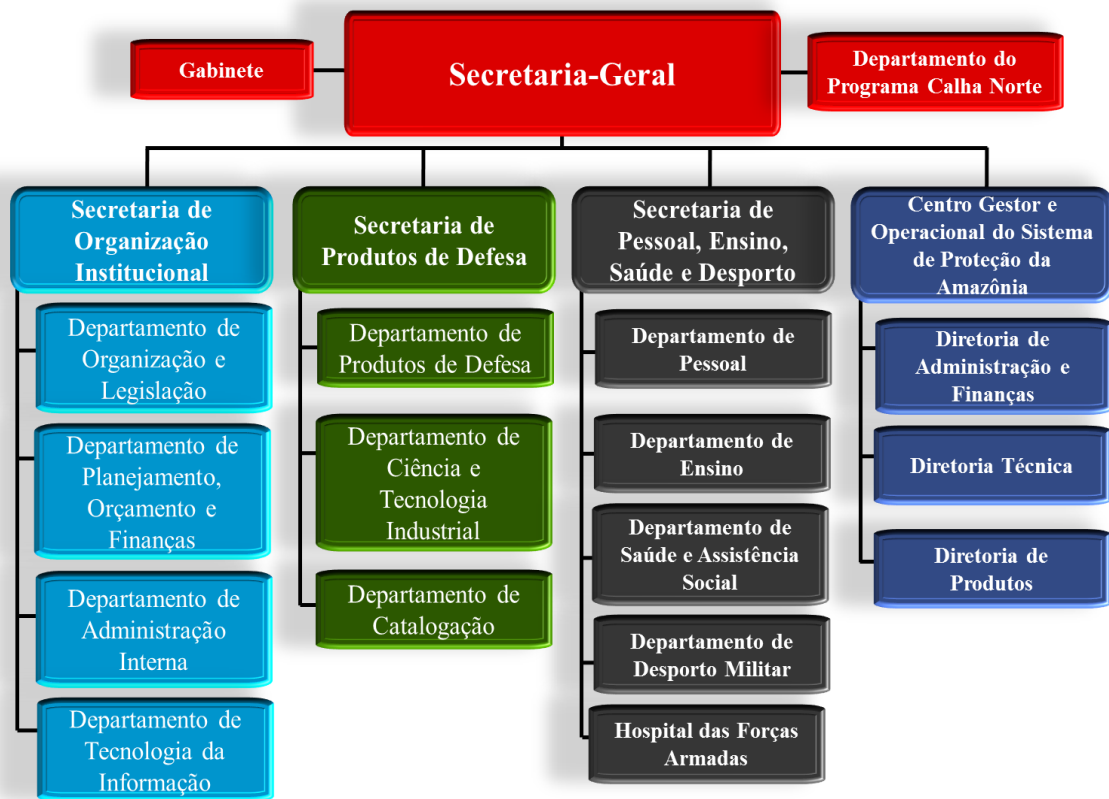 Gabinete
Secretaria-Geral
Departamento do
Programa Calha Norte
Secretaria de
Organização
Institucional
Departamento de
Organização e
Legislação
Departamento de
Planejamento,
Orçamento e
Finanças
Departamento de
Administração
Interna
Departamento de
Tecnologia da
Informação
Secretaria de
Produtos de Defesa
Departamento de
Produtos de Defesa
Departamento de
Ciência e
Tecnologia
Industrial
Departamento de
Catalogação
Secretaria de
Pessoal, Ensino,
Saúde e Desporto
Departamento de
Pessoal
Departamento de
Ensino
Departamento de
Saúde e Assistência
Social
Departamento de
Desporto Militar
Hospital das Forças
Armadas
Centro Gestor e
Operacional do Sistema
de Proteção da
Amazônia
Diretoria de
Administração e
Finanças
Diretoria Técnica
Diretoria de
Produtos